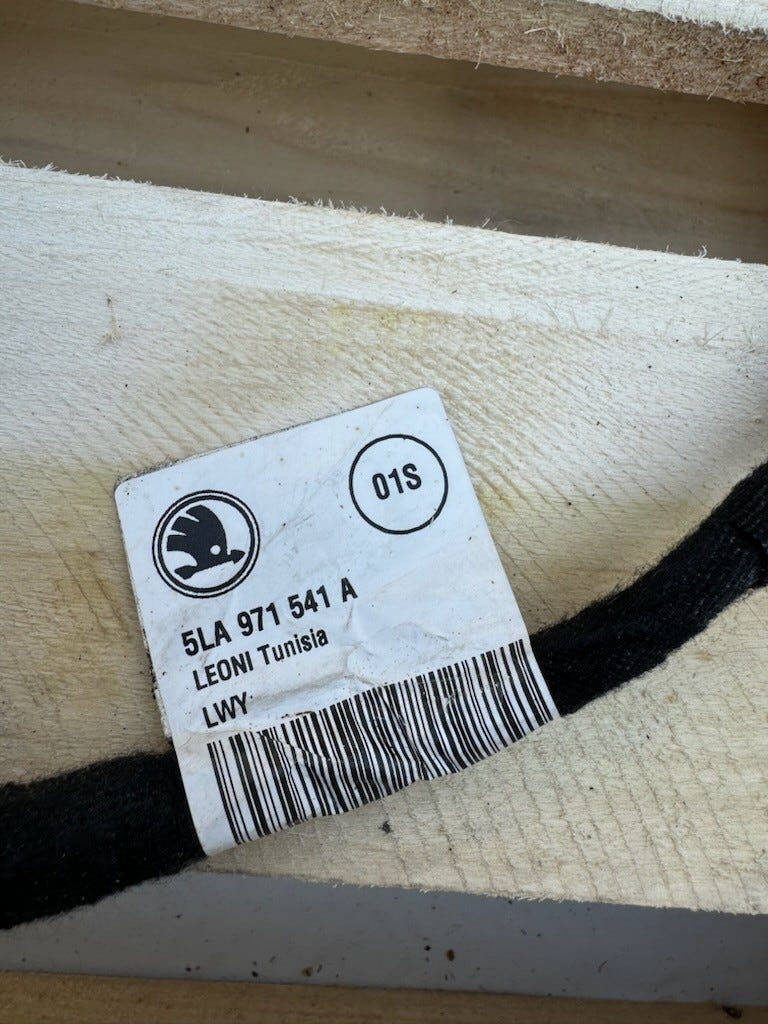 01S
5LA 971 541 A
LEONI Tunisia
LWY